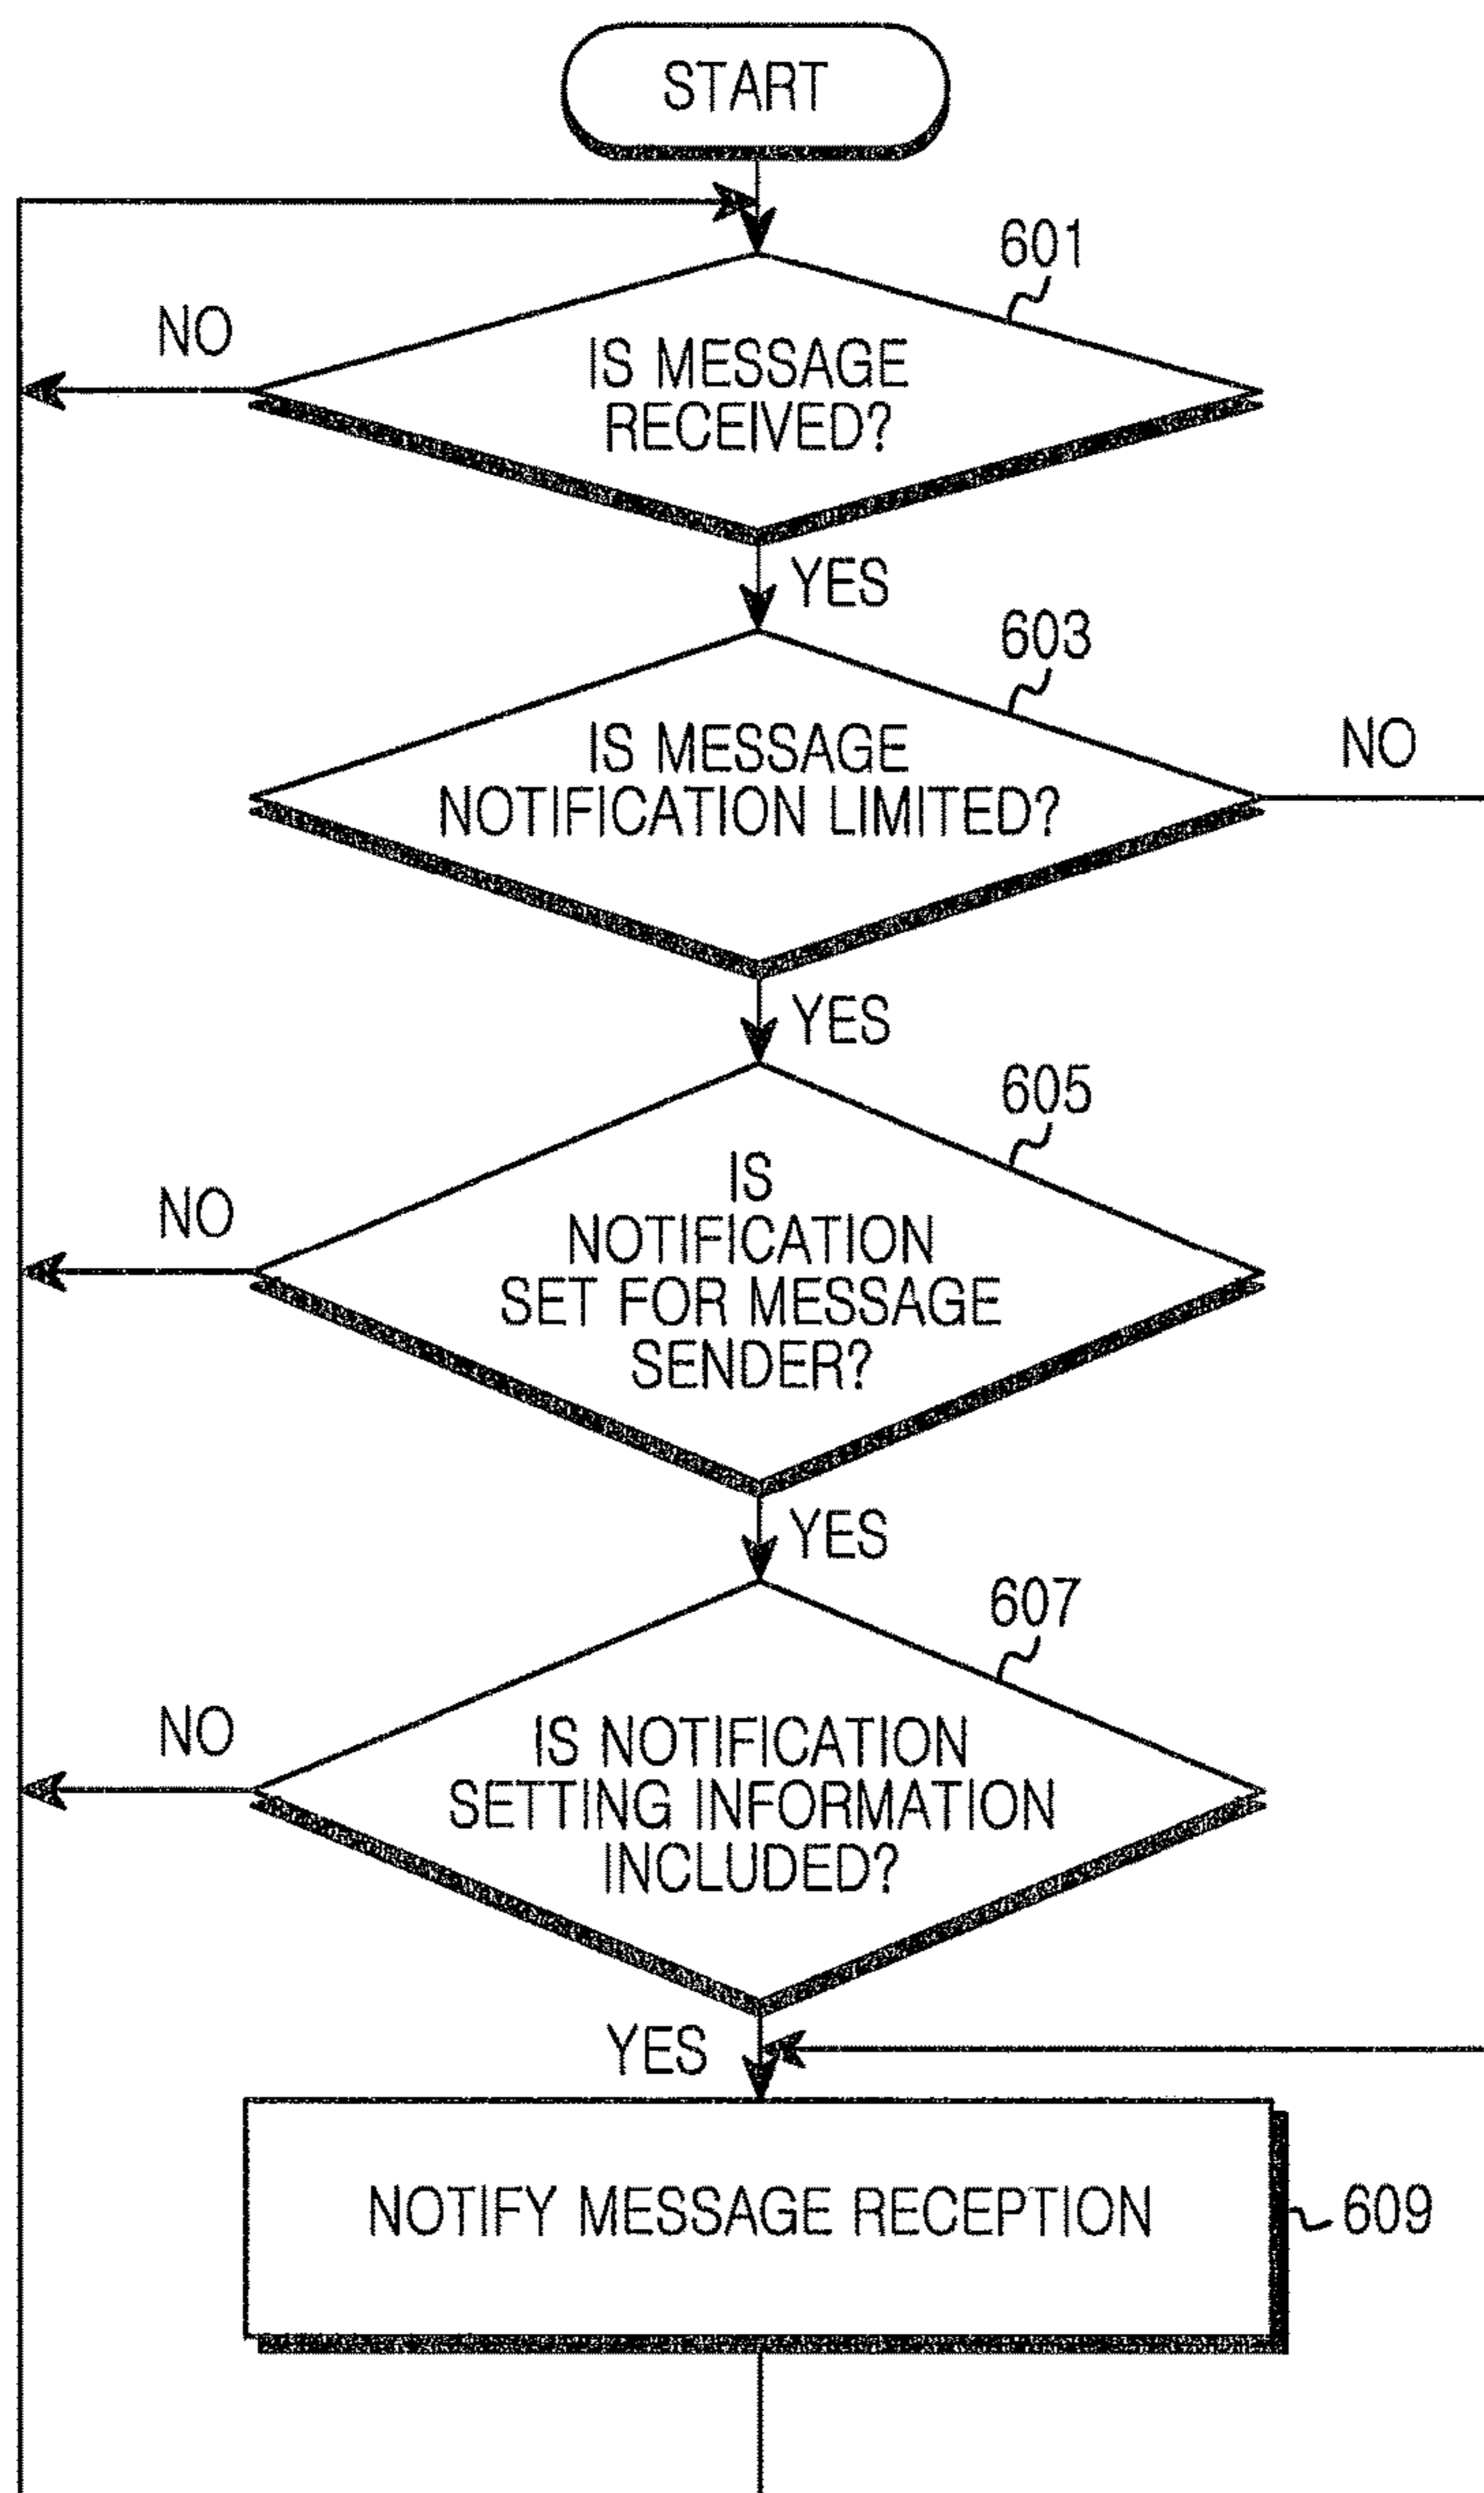 START
601
NO
IS MESSAGE
RECEIVED?
YES
603
IS MESSAGE
NOTIFICATION LIMITED?
NO
YES
605
IS
NOTIFICATION
SET FOR MESSAGE
SENDER?
NO
YES
607
IS NOTIFICATION
SETTING INFORMATION
INCLUDED?
NO
YES
NOTIFY MESSAGE RECEPTION
609